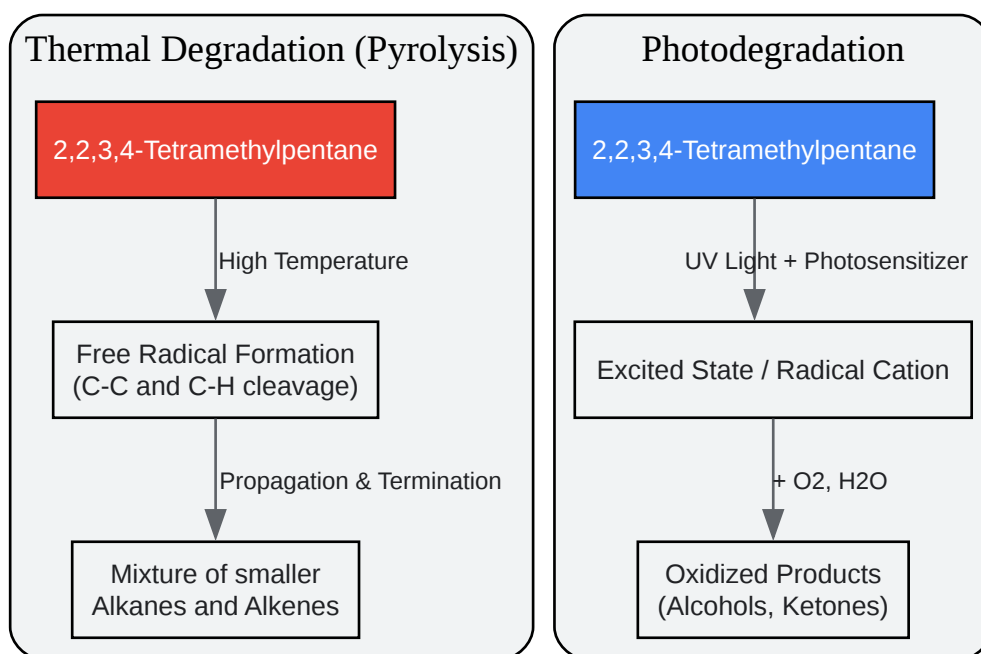 Thermal Degradation (Pyrolysis)
2,2,3,4-Tetramethylpentane
High Temperature
Free Radical Formation
(C-C and C-H cleavage)
Propagation & Termination
Mixture of smaller
Alkanes and Alkenes
Photodegradation
2,2,3,4-Tetramethylpentane
UV Light + Photosensitizer
Excited State / Radical Cation
+ O2, H2O
Oxidized Products
(Alcohols, Ketones)